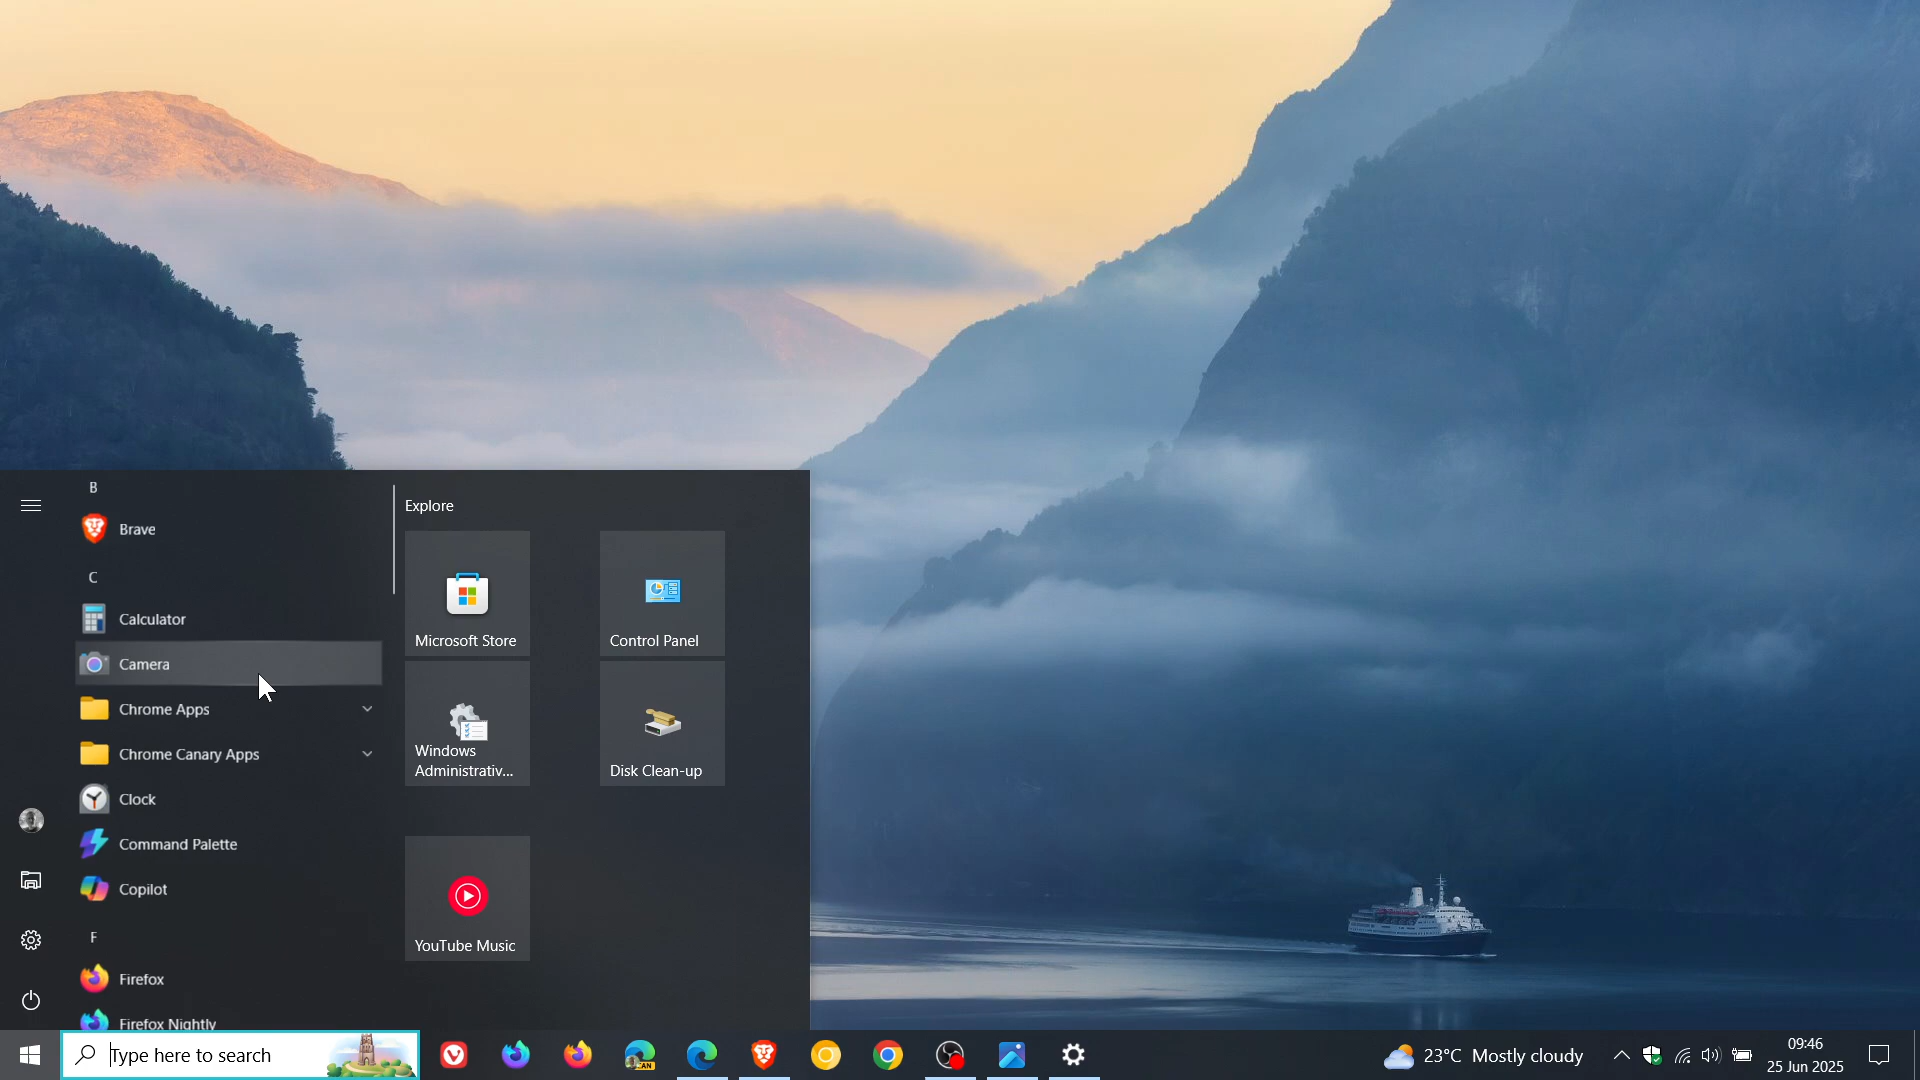 B
Brave
C
Calculator
Camera
Chrome Apps
Chrome Canary Apps
Clock
Command Palette
Copilot
F
Firefox
Firefox Nightly
Explore
Microsoft Store
Control Panel
Windows
Administrativ...
Disk Clean-up
YouTube Music
Type here to search
CAN
23°C Mostly cloudy
09:46
25 Jun 2025